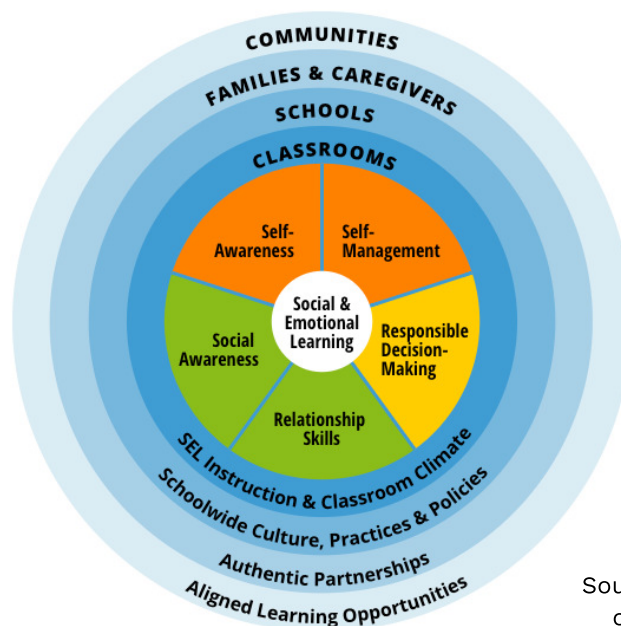 COMMUNITIES
FAMILIES & CAREGIVERS
SCHOOLS
CLASSROOMS
Self-
Awareness
Self-
Management
Social &
Emotional
Learning
Social
Awareness
Responsible
Decision-
Making
Relationship
Skills
SEL Instruction & Classroom Climate
Schoolwide Culture, Practices & Policies
Authentic Partnerships
Aligned Learning Opportunities